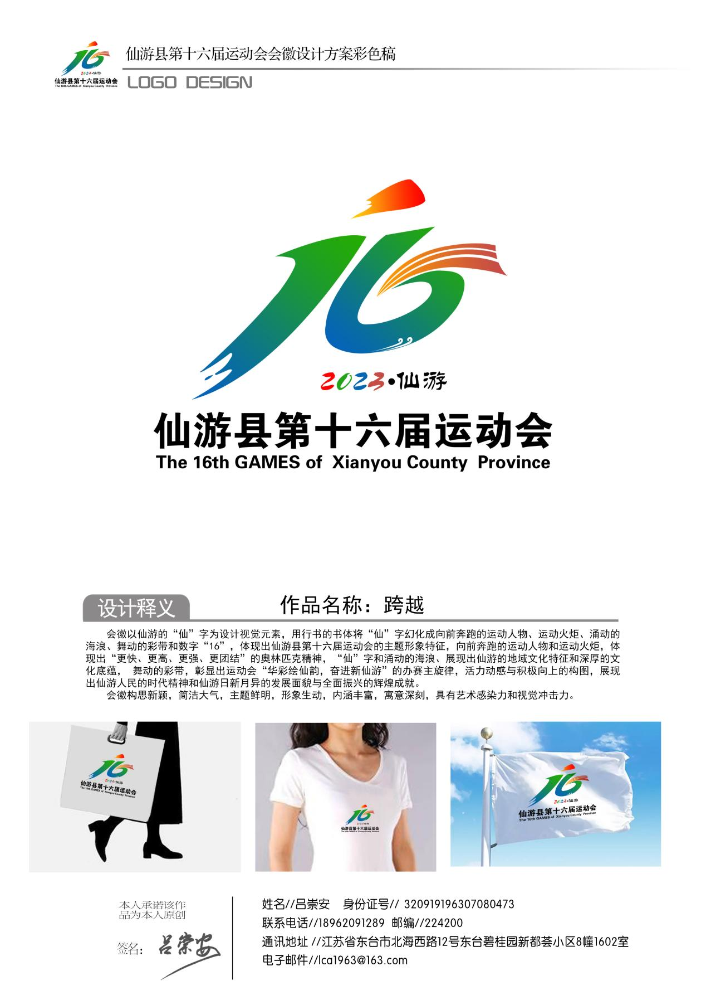 仙游县第十六届运动会会徽设计方案彩色稿
LOGO DESIGN
2023·仙游
仙游县第十六届运动会
The 16th GAMES of Xianyou County Province
16
2023·仙游
仙游县第十六届运动会
The 16th GAMES of Xianyou County Province
设计释义
作品名称：跨越
会徽以仙游的“仙”字为设计视觉元素，用行书的书体将“仙”字幻化成向前奔跑的运动人物、运动火炬、涌动的
海浪、舞动的彩带和数字“16”，体现出仙游县第十六届运动会的主题形象特征，向前奔跑的运动人物和运动火炬，体
现出“更快、更高、更强、更团结”的奥林匹克精神，“仙”字和涌动的海浪、展现出仙游的地域文化特征和深厚的文
化底蕴， 舞动的彩带，彰显出运动会“华彩绘仙韵，奋进新仙游”的办赛主旋律，活力动感与积极向上的构图，展现
出仙游人民的时代精神和仙游日新月异的发展面貌与全面振兴的辉煌成就。
会徽构思新颖，简洁大气，主题鲜明，形象生动，内涵丰富，寓意深刻，具有艺术感染力和视觉冲击力。
2023·仙游
仙游县第十六届运动会
The 16th GAMES of Xianyou County Province
2023·仙游
仙游县第十六届运动会
The 16th GAMES of Xianyou County Province
2023·仙游
仙游县第十六届运动会
The 16th GAMES of Xianyou County Province
本人承诺该作
品为本人原创
签名：吕崇安
姓名//吕崇安 身份证号// 320919196307080473
联系电话//18962091289 邮编//224200
通讯地址 //江苏省东台市北海西路12号东台碧桂园新都荟小区8幢1602室
电子邮件//lca1963@163.com